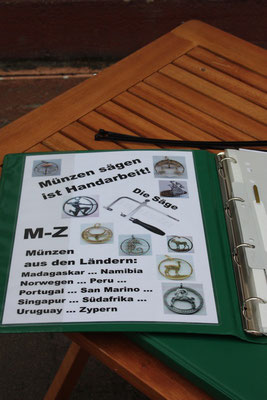 Münzen sägen
ist Handarbeit!
Die Säge
M-Z
Münzen
aus den Ländern:
Madagaskar ... Namibia
Norwegen ... Peru ...
Portugal ... San Marino ...
Singapur ... Südafrika ...
Uruguay ... Zypern